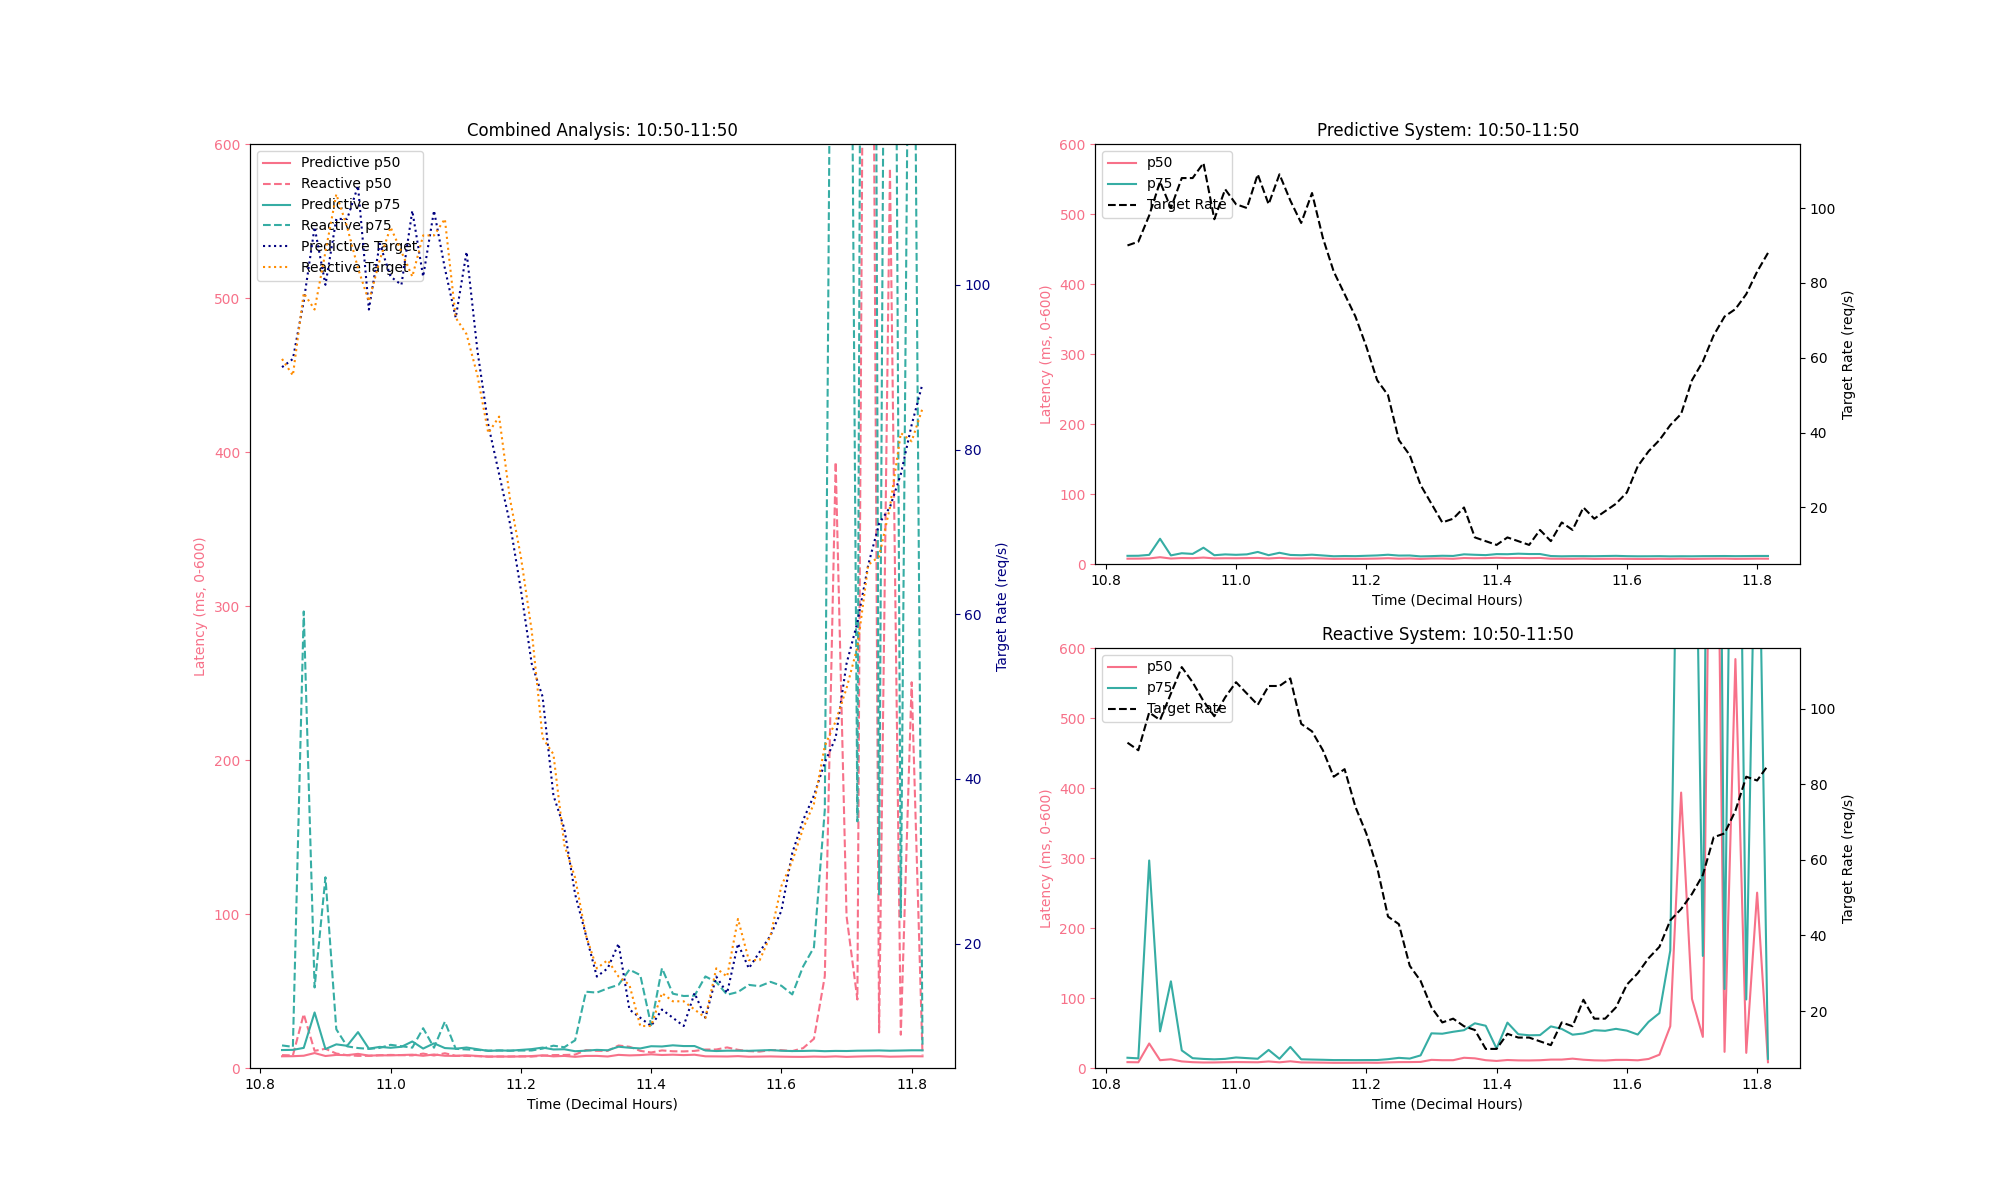 Combined Analysis: 10:50-11:50
600
500
400
300
200
100
0
Latency (ms, 0-600)
Predictive p50
Reactive p50
Predictive p75
Reactive p75
Predictive Target
Reactive Target
100
80
60
40
20
Target Rate (req/s)
10.8 11.0 11.2 11.4 11.6 11.8
Time (Decimal Hours)
Predictive System: 10:50-11:50
600
500
400
300
200
100
0
Latency (ms, 0-600)
p50
p75
Target Rate
100
80
60
40
20
Target Rate (req/s)
10.8 11.0 11.2 11.4 11.6 11.8
Time (Decimal Hours)
Reactive System: 10:50-11:50
600
500
400
300
200
100
0
Latency (ms, 0-600)
p50
p75
Target Rate
100
80
60
40
20
Target Rate (req/s)
10.8 11.0 11.2 11.4 11.6 11.8
Time (Decimal Hours)